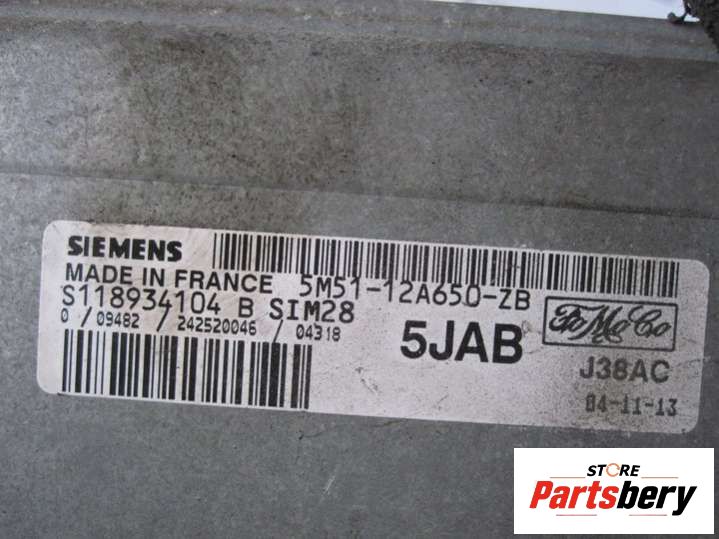 SIEMENS
MADE IN FRANCE 5M51-12A650-ZB
S118934104 B SIM28
0 / 09482 / 242520046 / 04318
5JAB
FoMoCo
J38AC
04-11-13
STORE
Partsbery